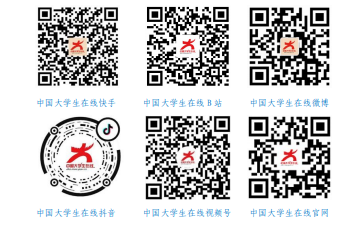 中国大学生在线快手 中国大学生在线B站 中国大学生在线微博
中国大学生在线抖音 中国大学生在线视频号 中国大学生在线官网